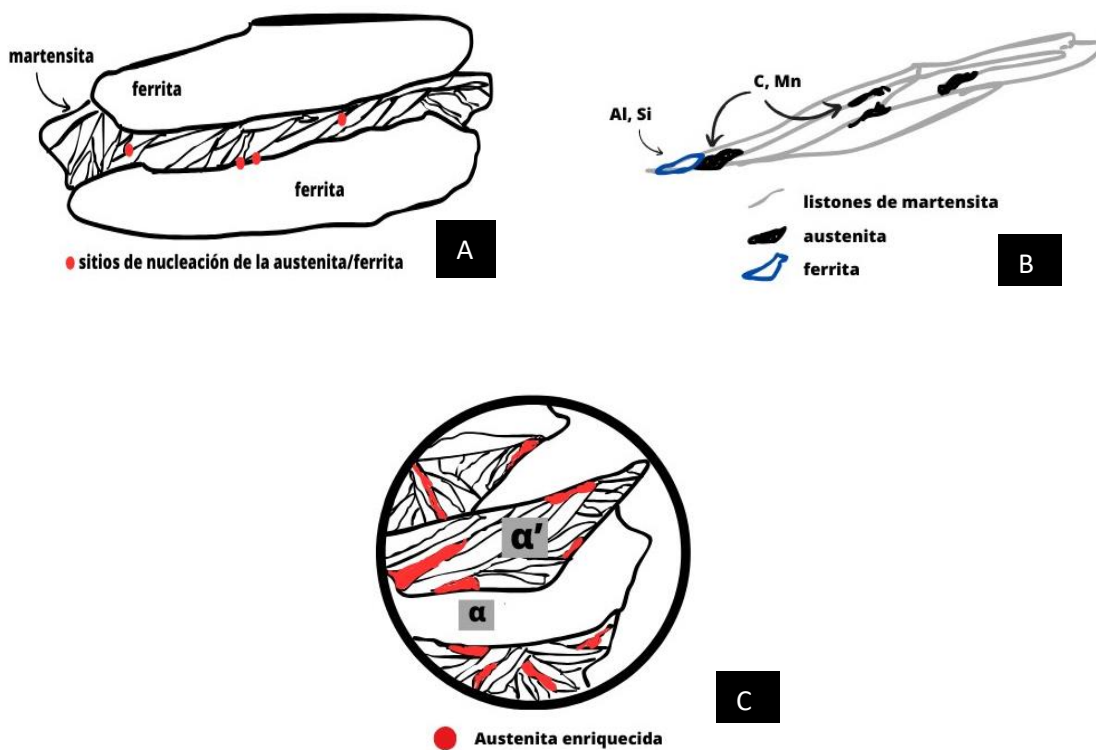 martensita
ferrita
ferrita
sitios de nucleación de la austenita/ferrita
A
C, Mn
Al, Si
listones de martensita
austenita
ferrita
B
α’
α
C
Austenita enriquecida